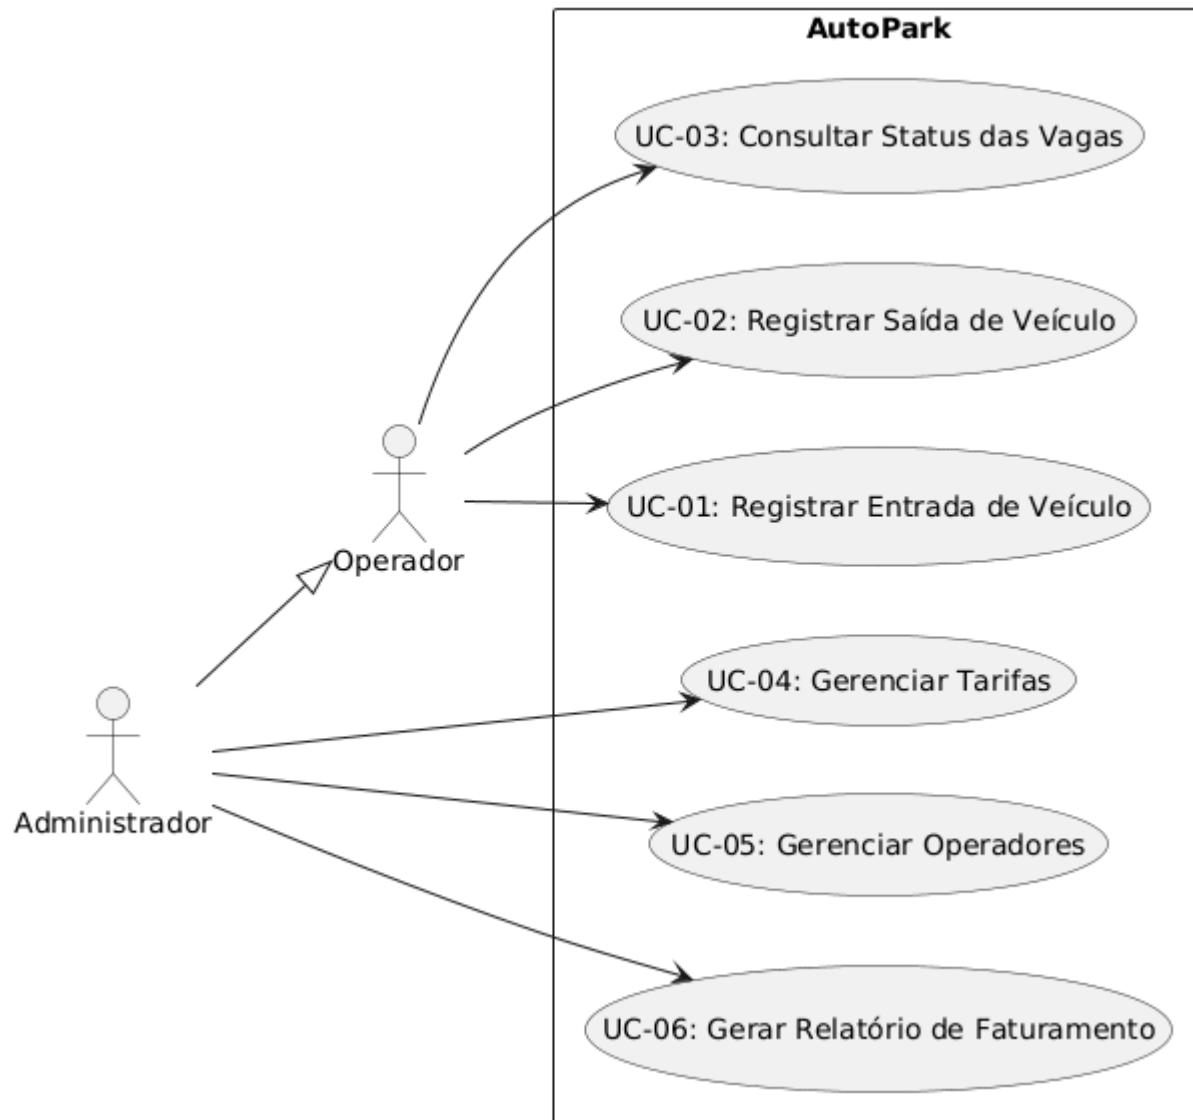 AutoPark
UC-03: Consultar Status das Vagas
UC-02: Registrar Saída de Veículo
UC-01: Registrar Entrada de Veículo
Operador
UC-04: Gerenciar Tarifas
Administrador
UC-05: Gerenciar Operadores
UC-06: Gerar Relatório de Faturamento